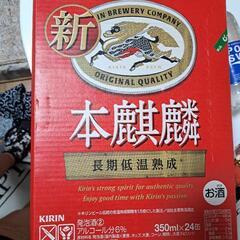 新
IN BREWERY COMPANY
KIRIN
ORIGINAL QUALITY
本麒麟
長期低温熟成
Kirin's strong spirit for authentic quality.
Enjoy good time with Kirin's passion.
お酒
KIRIN
発泡酒②
アルコール分6%
350ml×24缶